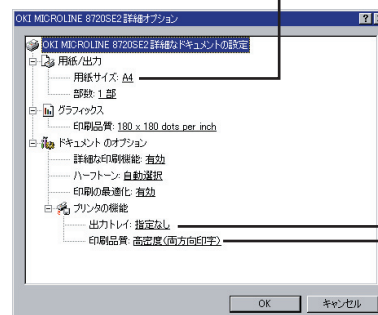 OKI MICROLINE 8720SE2 詳細オプション
OKI MICROLINE 8720SE2 詳細なドキュメントの設定
用紙/出力
用紙サイズ: A4
部数: 1 部
グラフィックス
印刷品質: 180 x 180 dots per inch
ドキュメントのオプション
詳細な印刷機能: 有効
ハーフトーン: 自動選択
印刷の最適化: 有効
プリンタの機能
出力トレイ: 指定なし
印刷品質: 高密度(両方向印字)
OK
キャンセル